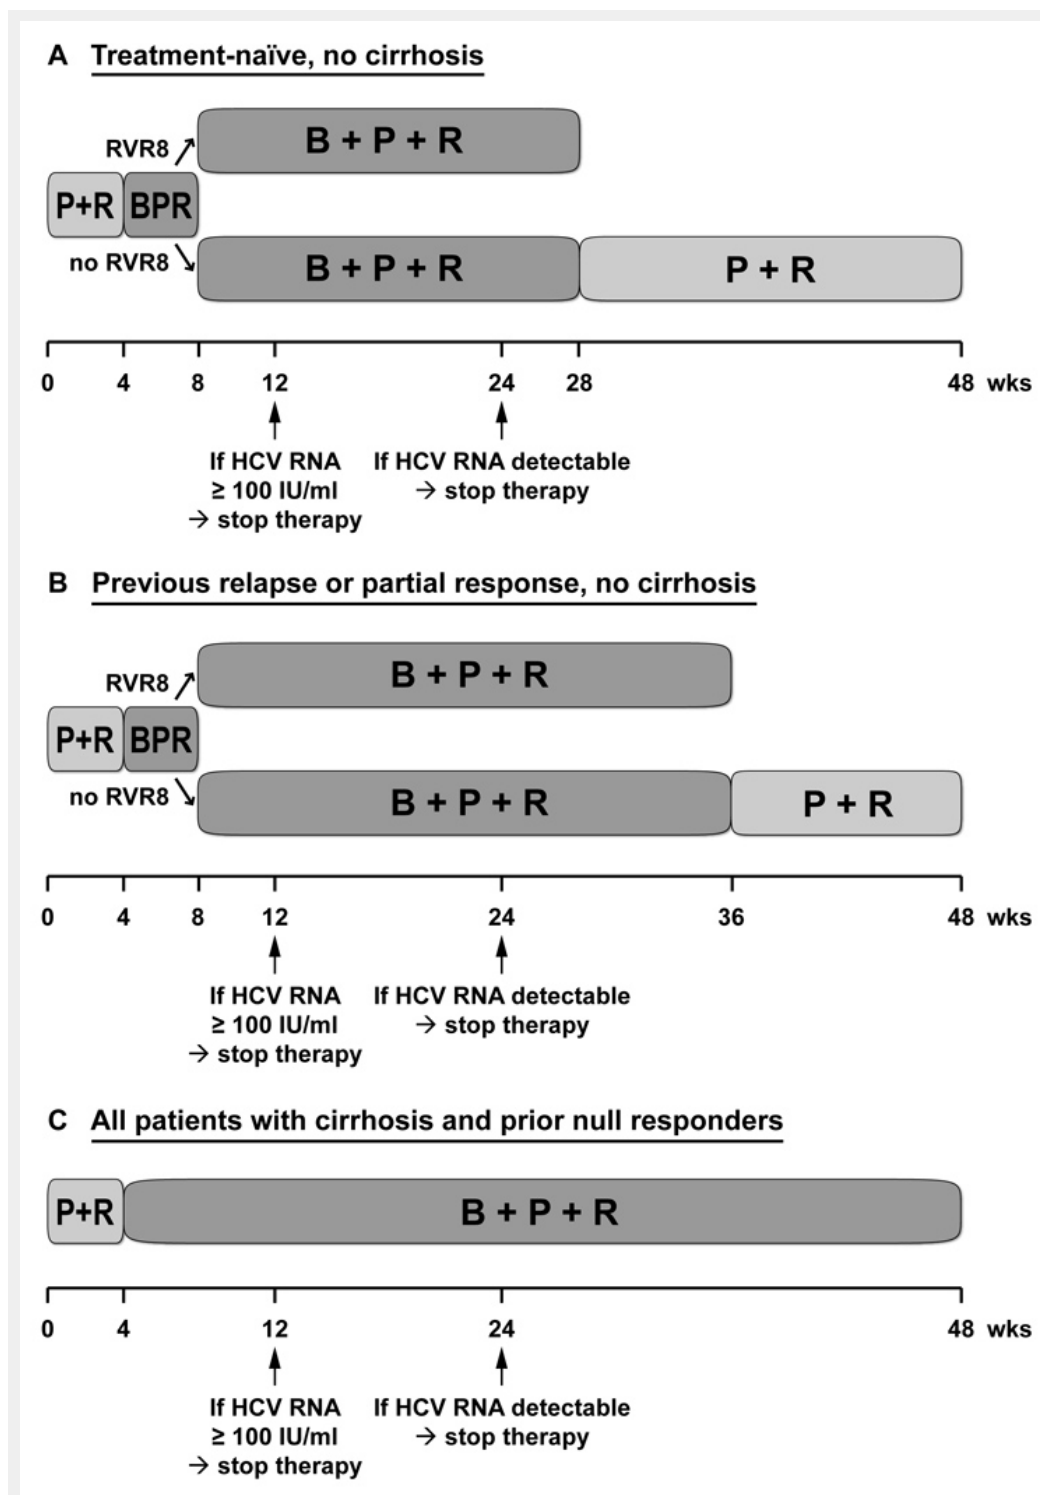 A Treatment-naïve, no cirrhosis
RVR8 B + P + R
P+R BPR
no RVR8 B + P + R P + R
0 4 8 12 24 28 48 wks
If HCV RNA If HCV RNA detectable
≥ 100 IU/ml → stop therapy
→ stop therapy
B Previous relapse or partial response, no cirrhosis
RVR8 B + P + R
P+R BPR
no RVR8 B + P + R P + R
0 4 8 12 24 36 48 wks
If HCV RNA If HCV RNA detectable
≥ 100 IU/ml → stop therapy
→ stop therapy
C All patients with cirrhosis and prior null responders
P+R B + P + R
0 4 12 24 48 wks
If HCV RNA If HCV RNA detectable
≥ 100 IU/ml → stop therapy
→ stop therapy